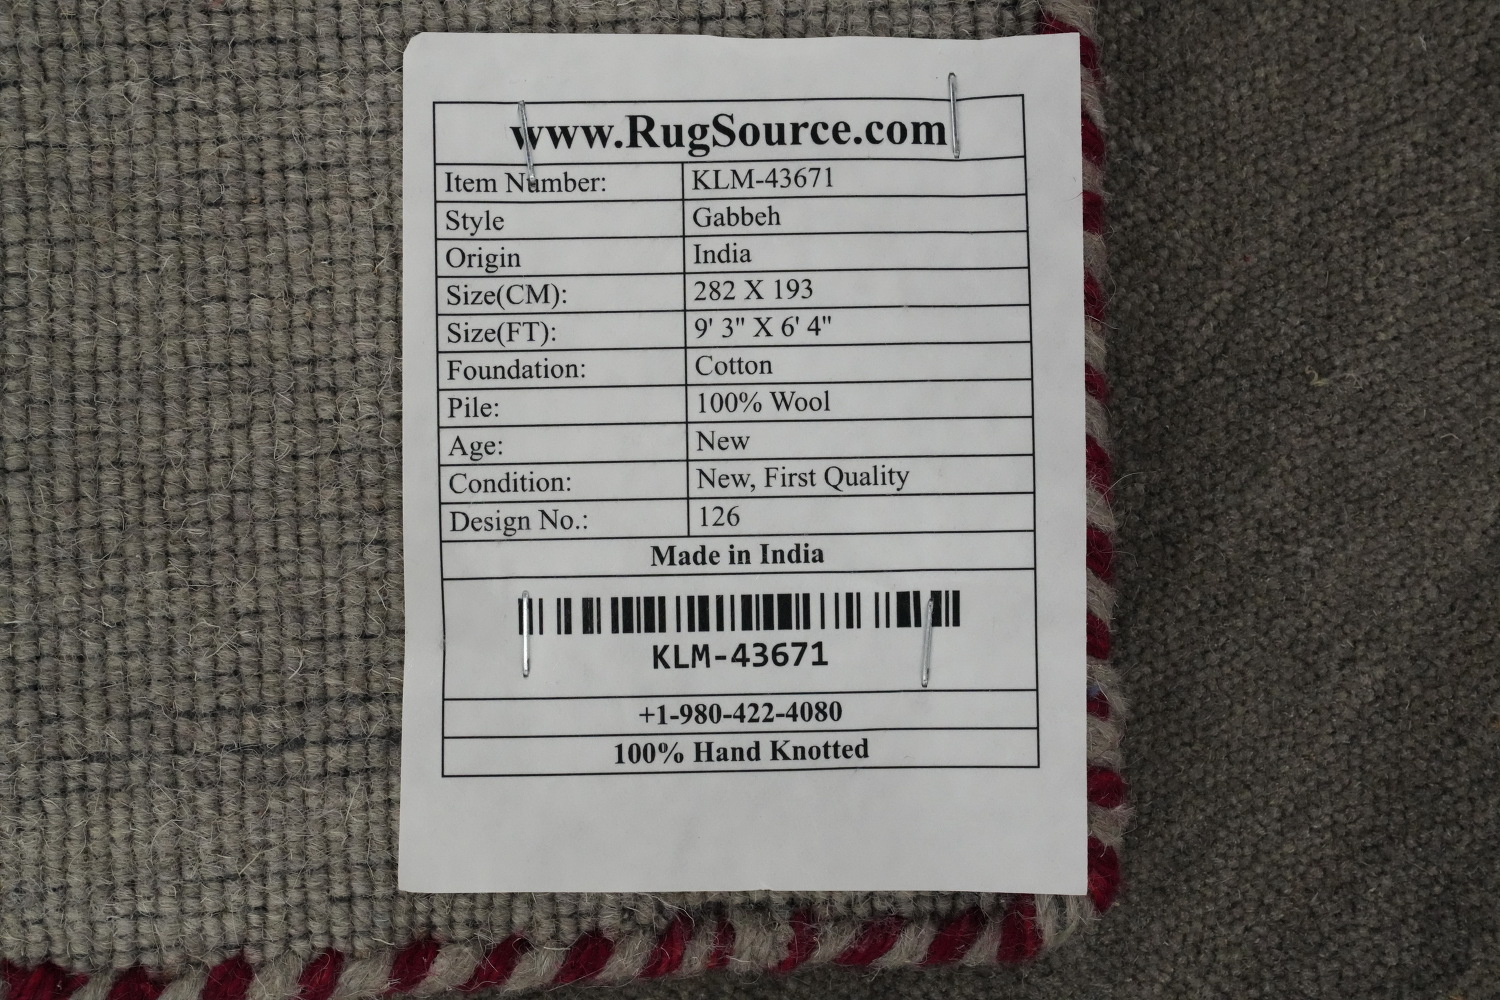 www.RugSource.com
Item Number: KLM-43671
Style Gabbeh
Origin India
Size(CM): 282 X 193
Size(FT): 9' 3" X 6' 4"
Foundation: Cotton
Pile: 100% Wool
Age: New
Condition: New, First Quality
Design No.: 126
Made in India
KLM-43671
+1-980-422-4080
100% Hand Knotted